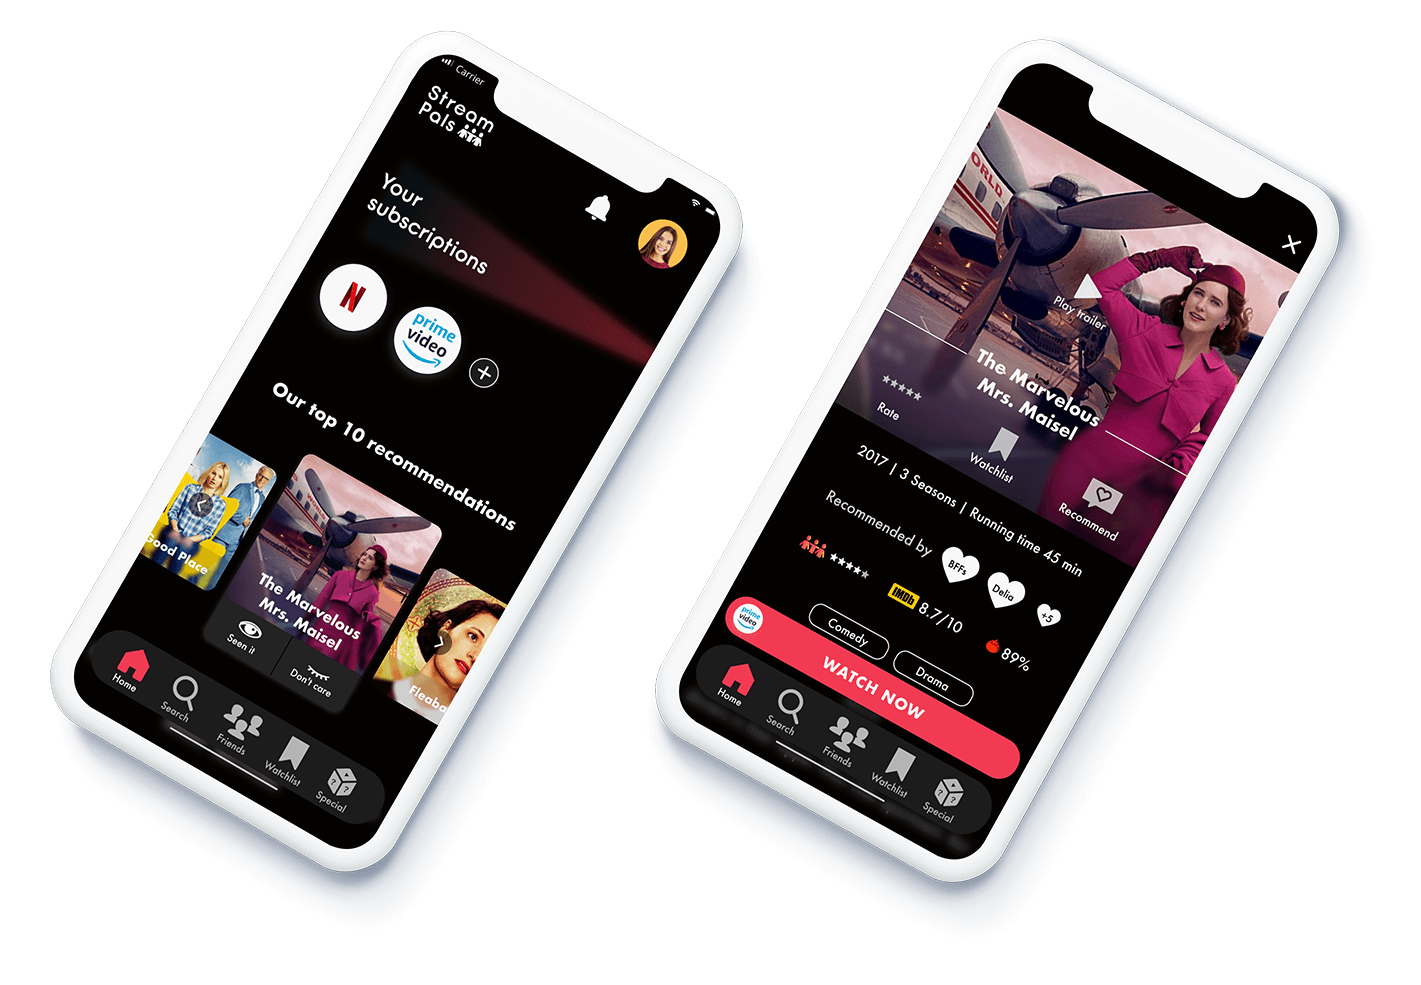 Carrier
Stream
Pals
Your
subscriptions
N
prime
video
Our top 10 recommendations
Good Place
The Marvelous
Mrs. Maisel
Seen it
Don't care
Home
Search
Friends
Watchlist
? ?
Special
WORLD
Play trailer
The Marvelous
Mrs. Maisel
Rate
Watchlist
Recommend
2017 | 3 Seasons | Running time 45 min
Recommended by
BFFs
Delia
+5
IMDb
8.7/10
89%
Comedy
Drama
prime
video
WATCH NOW
Home
Search
Friends
Watchlist
? ?
Special